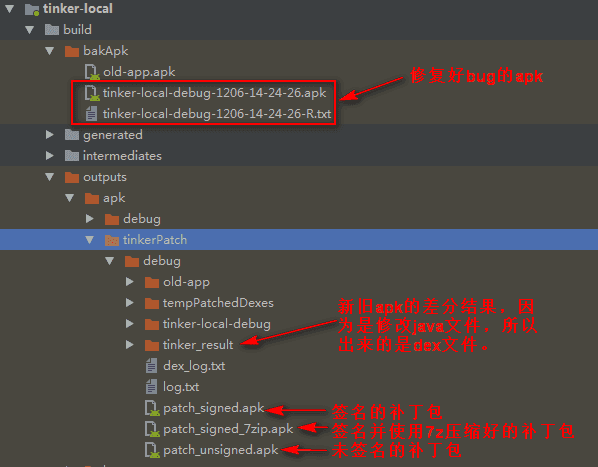 tinker-local
build
bakApk
old-app.apk
tinker-local-debug-1206-14-24-26.apk
修复好bug的apk
tinker-local-debug-1206-14-24-26-R.txt
generated
intermediates
outputs
apk
debug
tinkerPatch
debug
old-app
tempPatchedDexes
tinker-local-debug
tinker_result
新旧apk的差分结果，因
为是修改java文件，所以
出来的是dex文件。
dex_log.txt
log.txt
patch_signed.apk
签名的补丁包
patch_signed_7zip.apk
签名并使用7z压缩好的补丁包
patch_unsigned.apk
未签名的补丁包